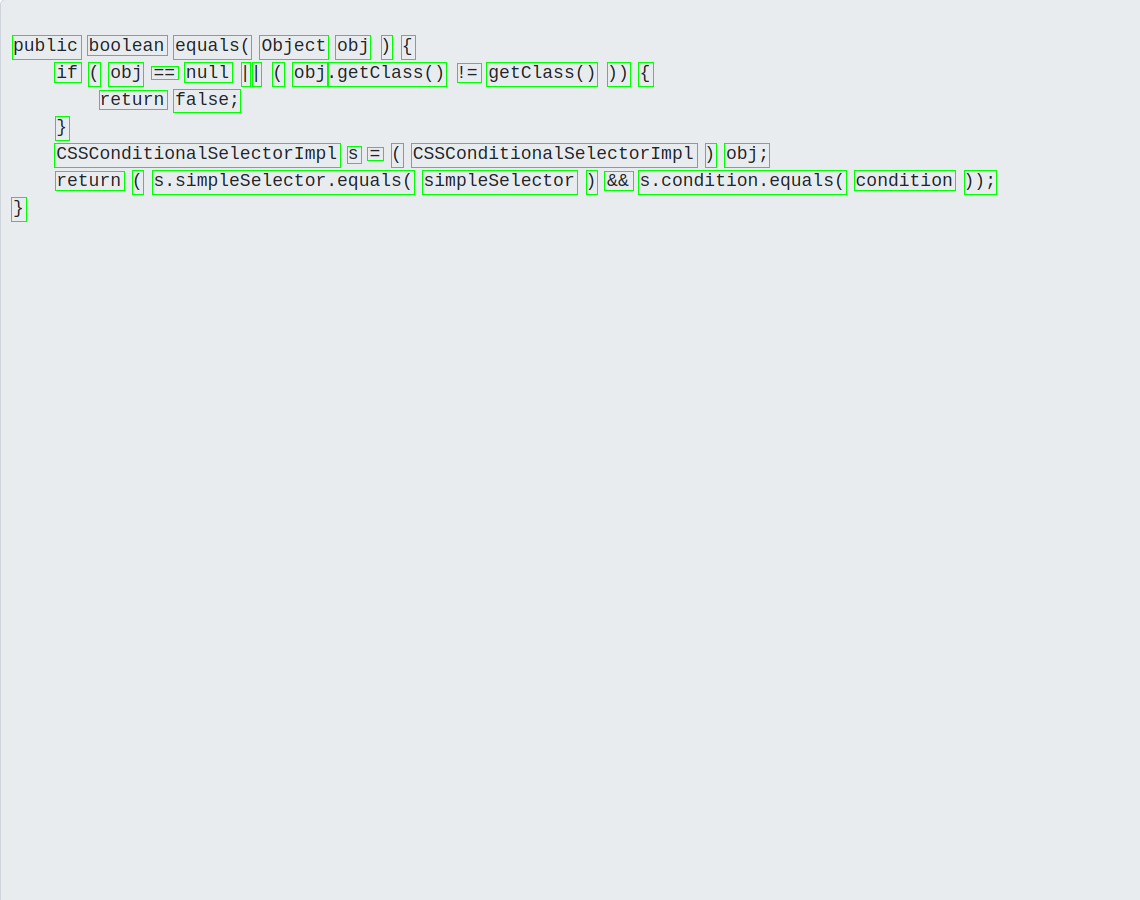 public boolean equals( Object obj ) {
    if ( obj == null || ( obj.getClass() != getClass() )) {
        return false;
    }
    CSSConditionalSelectorImpl s = ( CSSConditionalSelectorImpl ) obj;
    return ( s.simpleSelector.equals( simpleSelector ) && s.condition.equals( condition ));
}